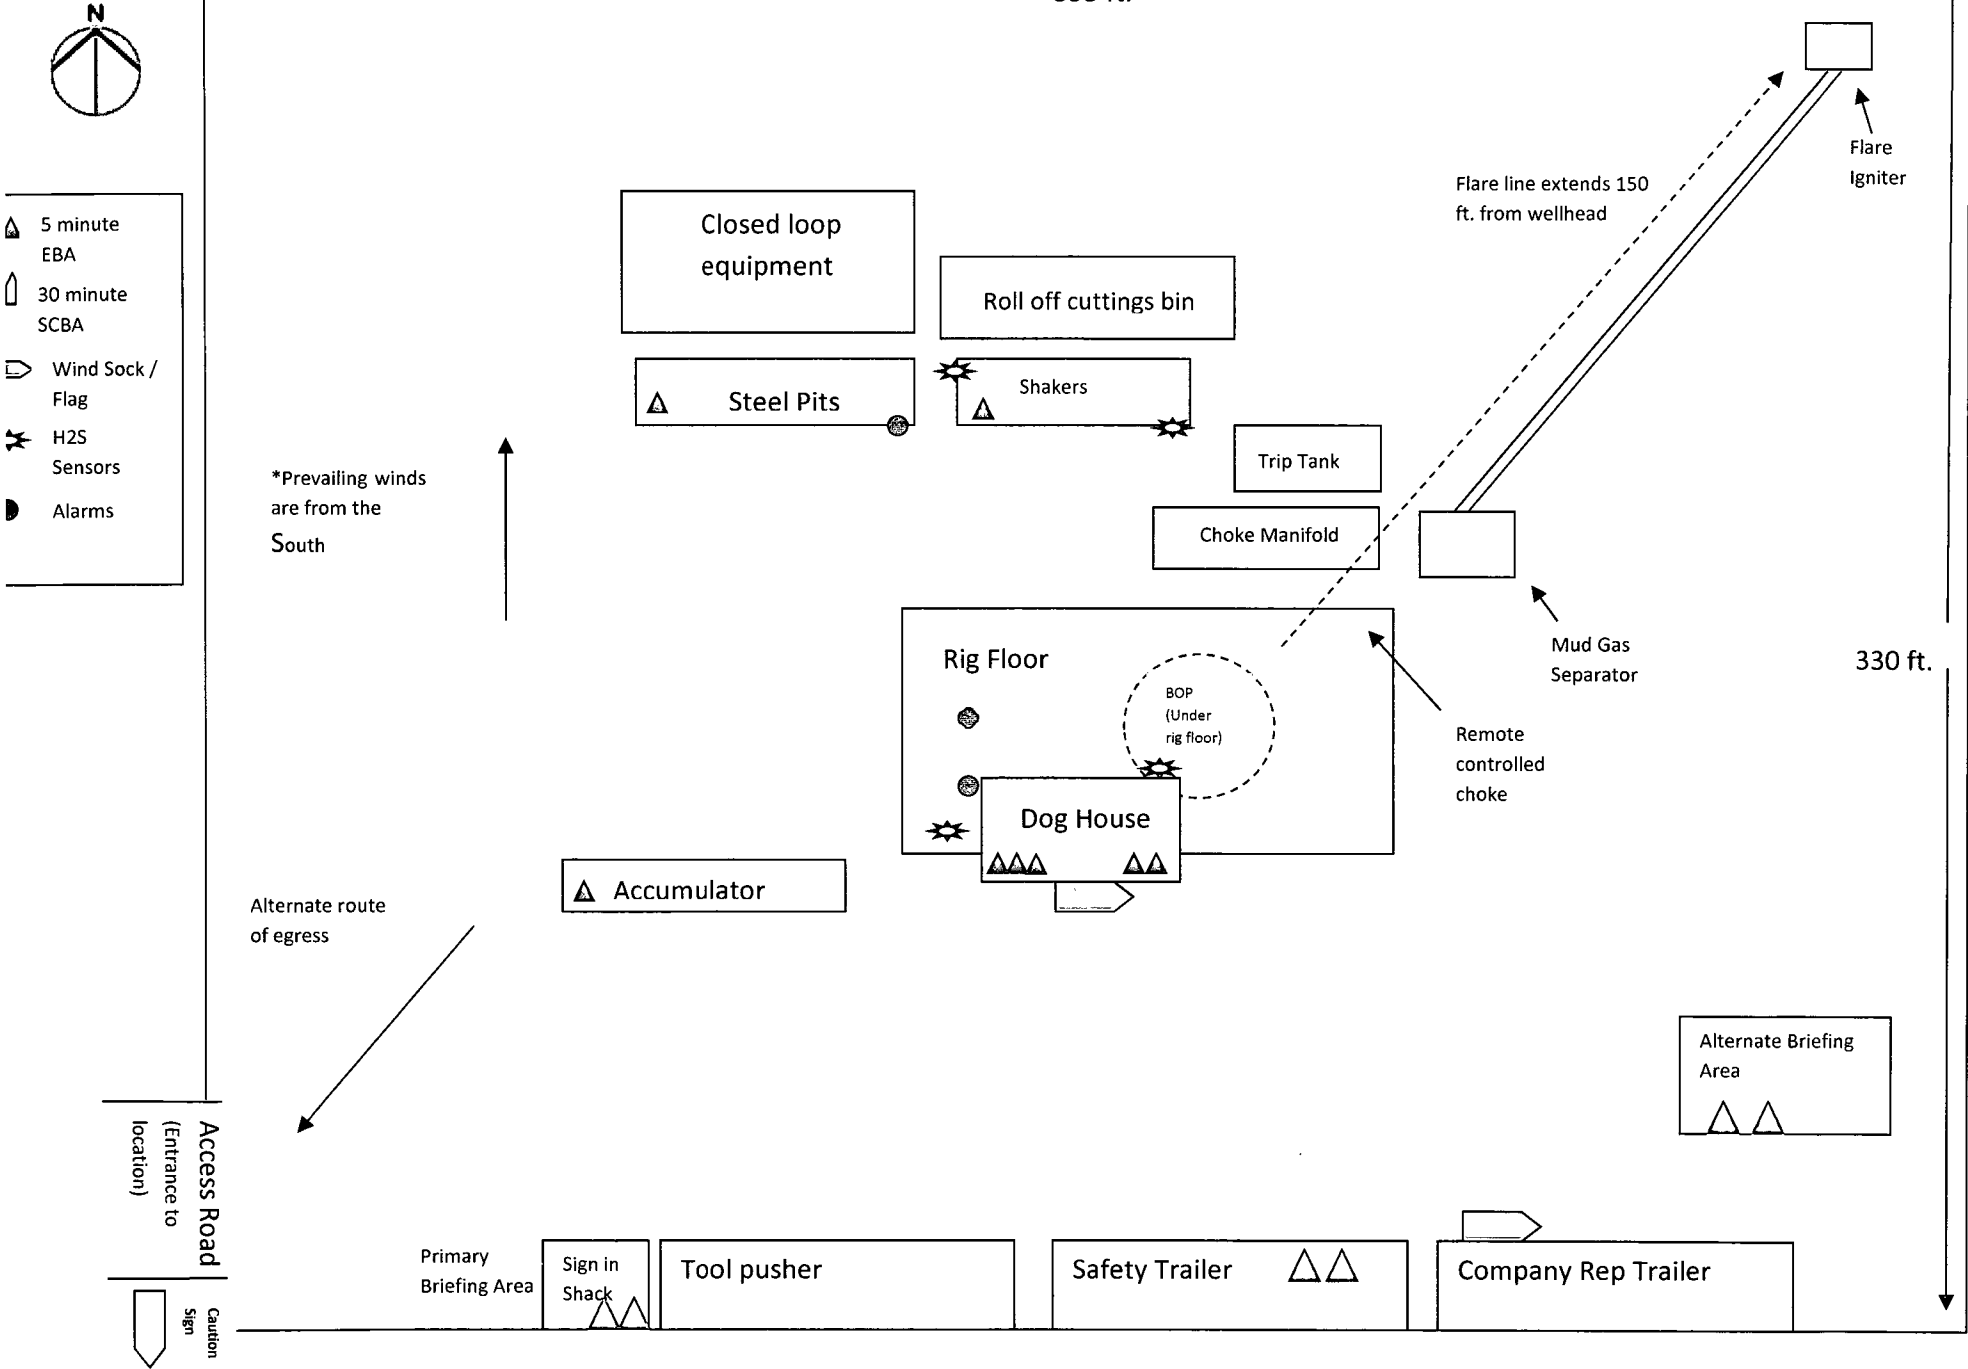 N
5 minute
EBA
30 minute
SCBA
Wind Sock /
Flag
H2S
Sensors
Alarms
*Prevailing winds
are from the
South
Closed loop
equipment
Roll off cuttings bin
Steel Pits
Shakers
Trip Tank
Choke Manifold
Flare line extends 150
ft. from wellhead
Flare
Igniter
Mud Gas
Separator
330 ft.
Rig Floor
BOP
(Under
rig floor)
Remote
controlled
choke
Dog House
Accumulator
Alternate route
of egress
Alternate Briefing
Area
Access Road
(Entrance to
location)
Caution
Sign
Primary
Briefing Area
Sign in
Shack
Tool pusher
Safety Trailer
Company Rep Trailer